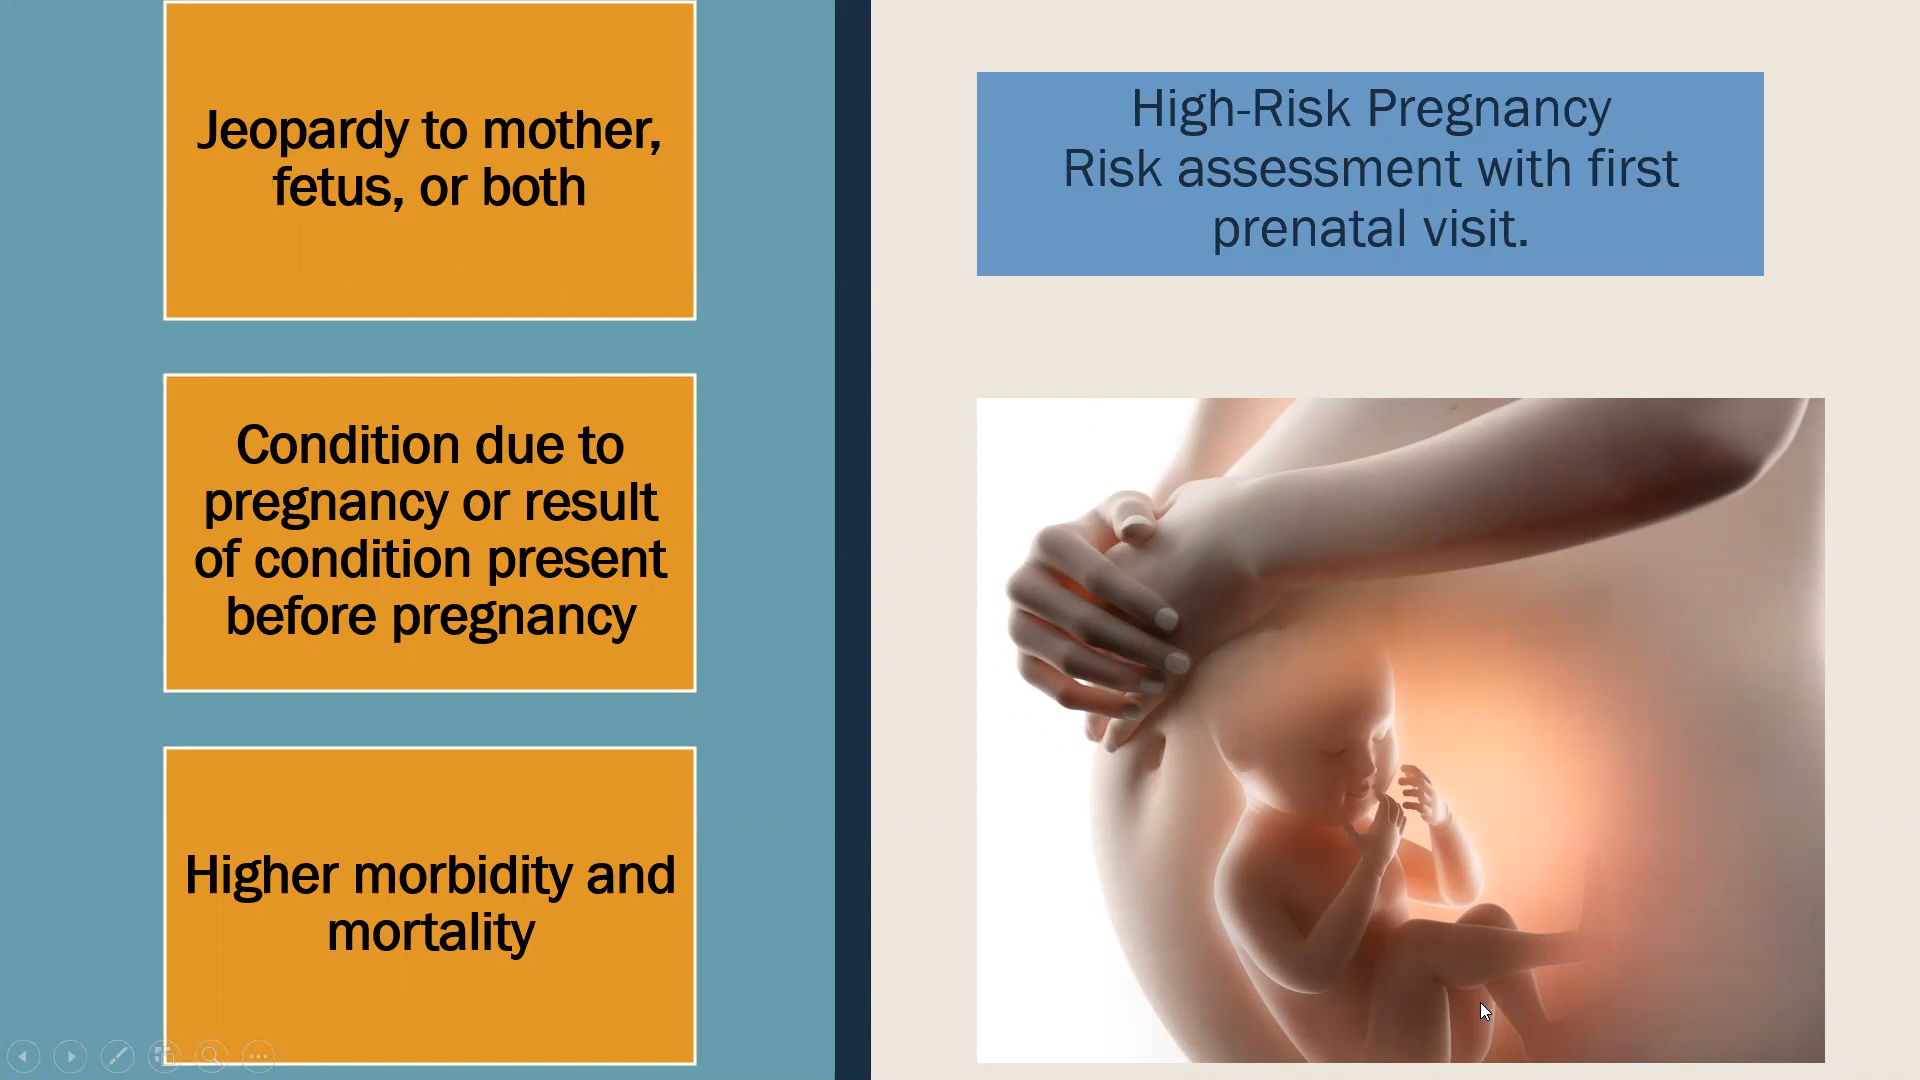 Jeopardy to mother,
fetus, or both
Condition due to
pregnancy or result
of condition present
before pregnancy
Higher morbidity and
mortality
High-Risk Pregnancy
Risk assessment with first
prenatal visit.